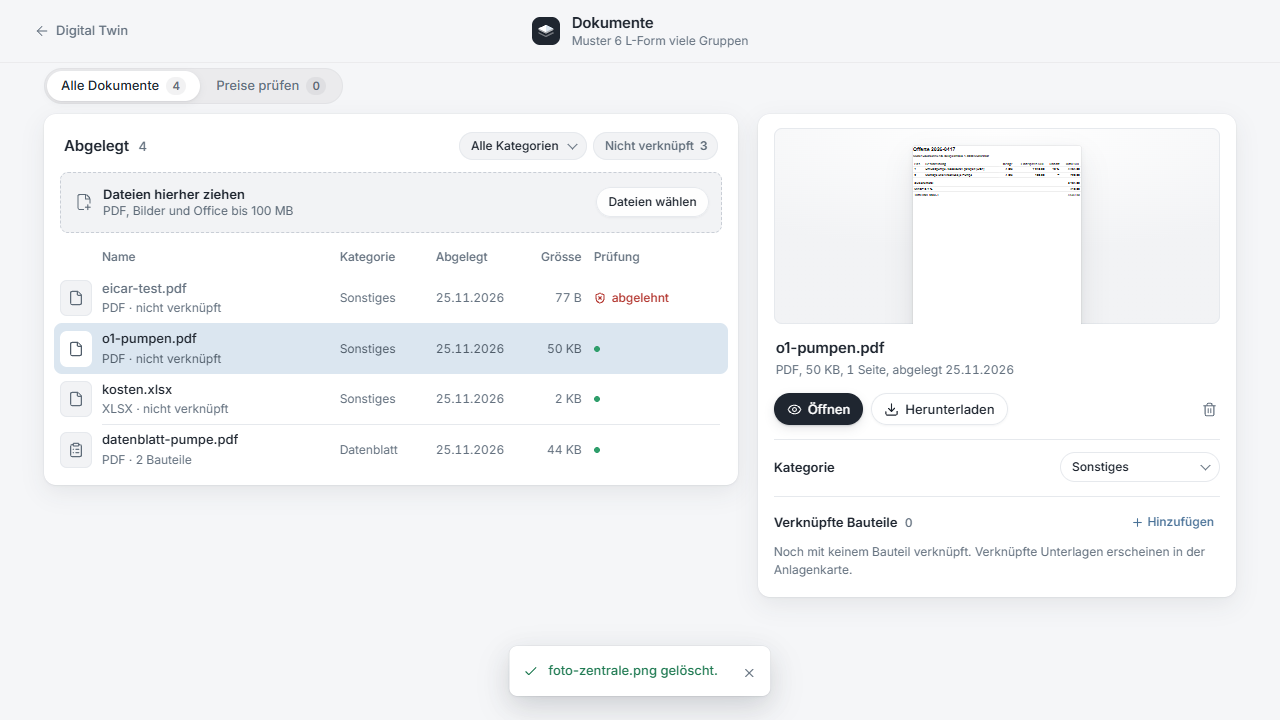 Digital Twin
Dokumente
Muster 6 L-Form viele Gruppen
Alle Dokumente 4
Preise prüfen 0
Abgelegt 4
Alle Kategorien
Nicht verknüpft 3
Dateien hierher ziehen
PDF, Bilder und Office bis 100 MB
Dateien wählen
Name Kategorie Abgelegt Grösse Prüfung
eicar-test.pdf
PDF · nicht verknüpft
Sonstiges 25.11.2026 77 B abgelehnt
o1-pumpen.pdf
PDF · nicht verknüpft
Sonstiges 25.11.2026 50 KB
kosten.xlsx
XLSX · nicht verknüpft
Sonstiges 25.11.2026 2 KB
datenblatt-pumpe.pdf
PDF · 2 Bauteile
Datenblatt 25.11.2026 44 KB
Offerte 2026-0417
o1-pumpen.pdf
PDF, 50 KB, 1 Seite, abgelegt 25.11.2026
Öffnen
Herunterladen
Kategorie
Sonstiges
Verknüpfte Bauteile 0
Hinzufügen
Noch mit keinem Bauteil verknüpft. Verknüpfte Unterlagen erscheinen in der
Anlagenkarte.
foto-zentrale.png gelöscht.